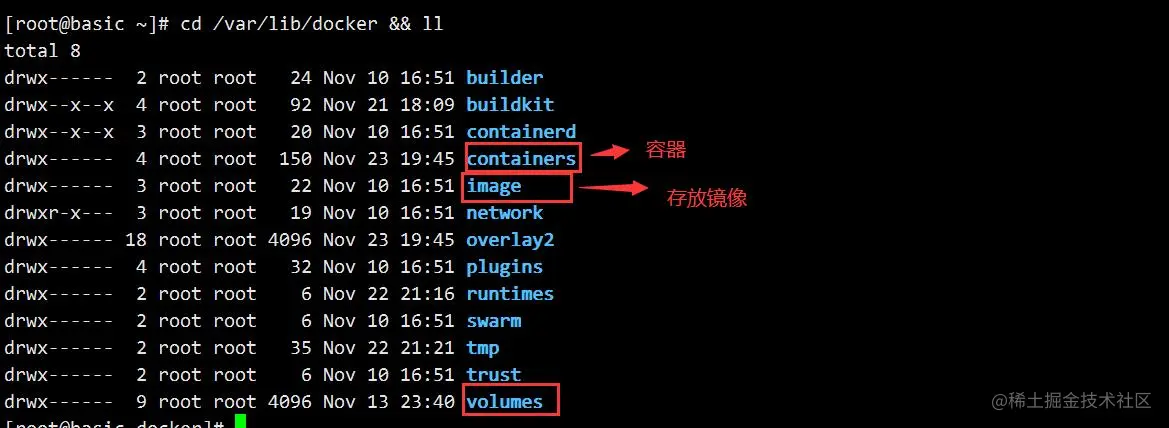 [root@basic ~]# cd /var/lib/docker && ll
total 8
drwx------  2 root root   24 Nov 10 16:51 builder
drwx--x--x  4 root root   92 Nov 21 18:09 buildkit
drwx--x--x  3 root root   20 Nov 10 16:51 containerd
drwx------  4 root root  150 Nov 23 19:45 containers 容器
drwx------  3 root root   22 Nov 10 16:51 image 存放镜像
drwxr-x---  3 root root   19 Nov 10 16:51 network
drwx------ 18 root root 4096 Nov 23 19:45 overlay2
drwx------  4 root root   32 Nov 10 16:51 plugins
drwx------  2 root root    6 Nov 22 21:16 runtimes
drwx------  2 root root    6 Nov 10 16:51 swarm
drwx------  2 root root   35 Nov 22 21:21 tmp
drwx------  2 root root    6 Nov 10 16:51 trust
drwx------  9 root root 4096 Nov 13 23:40 volumes
@稀土掘金技术社区
[root@basic docker]#